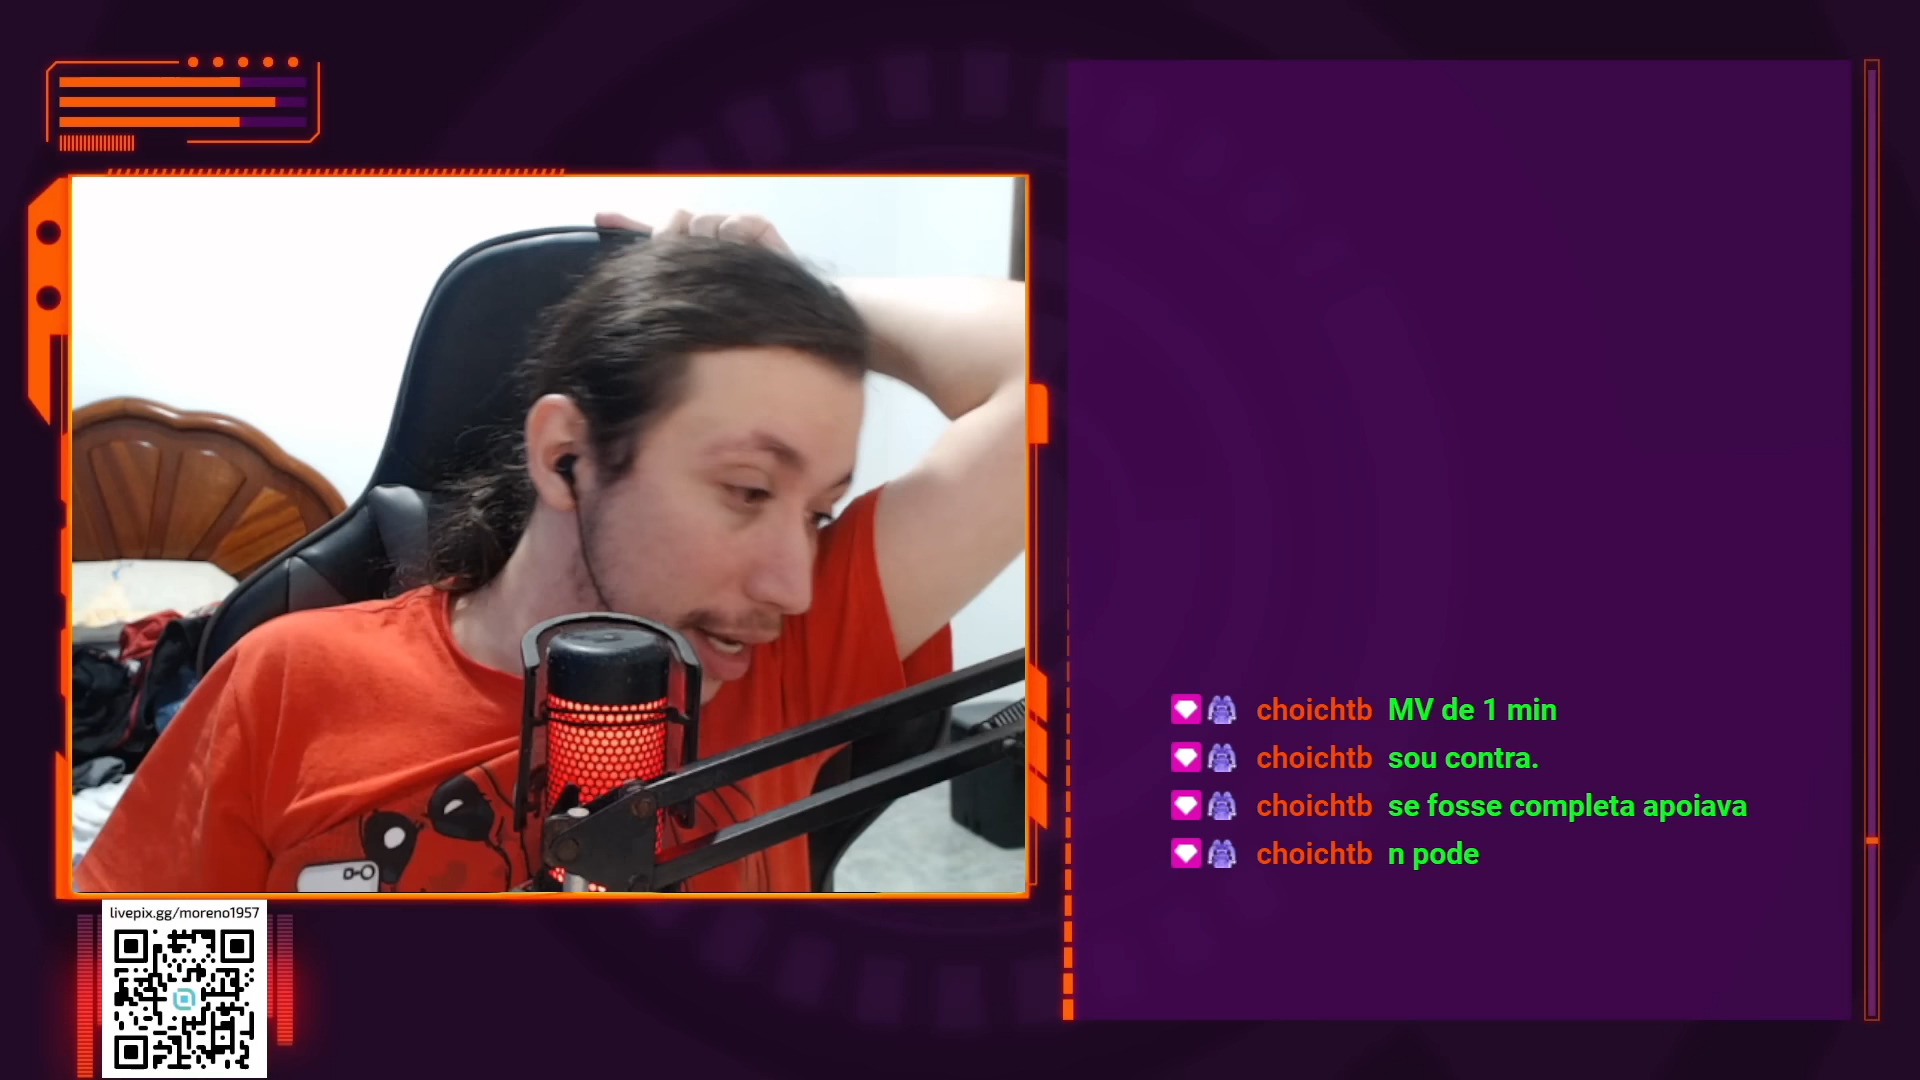 choichtb MV de 1 min
choichtb sou contra.
choichtb se fosse completa apoiava
choichtb n pode
livepix.gg/moreno1957